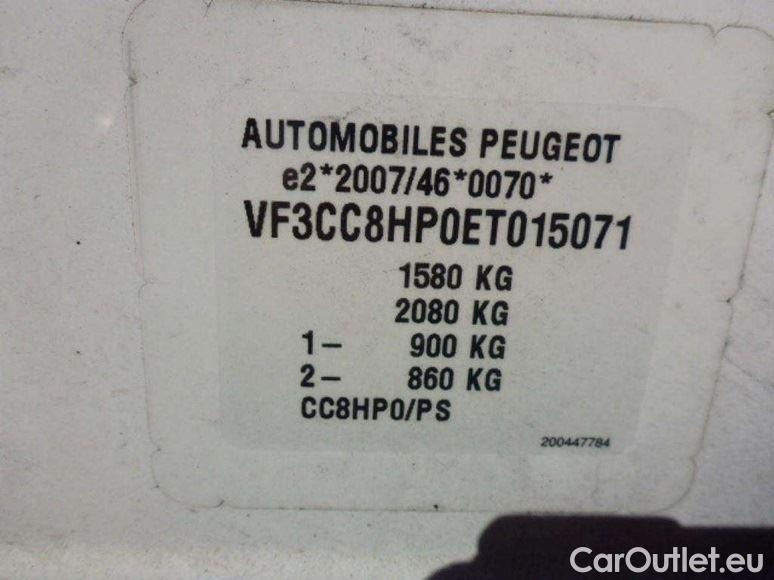 AUTOMOBILES PEUGEOT
e2*2007/46*0070*
VF3CC8HP0ET015071
1580 KG
2080 KG
1- 900 KG
2- 860 KG
CC8HP0/PS
200447784
CarOutlet.eu